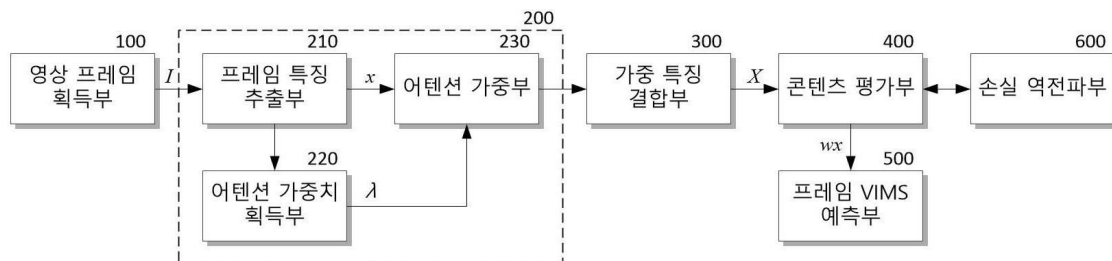 200
100
영상 프레임
획득부
I
210
프레임 특징
추출부
x
230
어텐션 가중부
300
가중 특징
결합부
X
400
콘텐츠 평가부
600
손실 역전파부
220
어텐션 가중치
획득부
λ
wx
500
프레임 VIMS
예측부